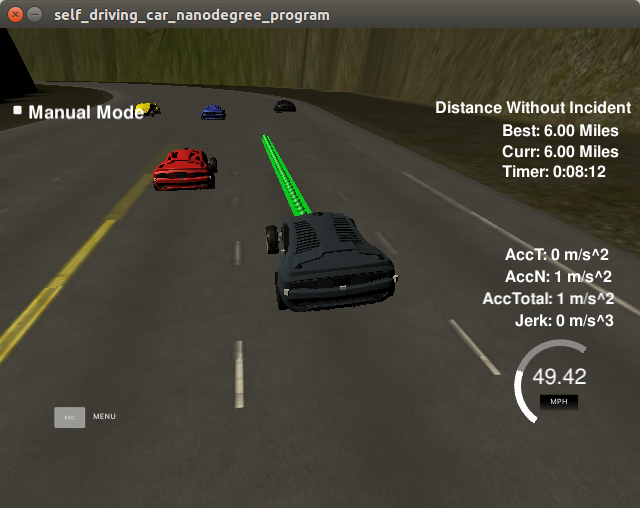 self_driving_car_nanodegree_program
Manual Mode
Distance Without Incident
Best: 6.00 Miles
Curr: 6.00 Miles
Timer: 0:08:12
AccT: 0 m/s^2
AccN: 1 m/s^2
AccTotal: 1 m/s^2
Jerk: 0 m/s^3
49.42
MPH
ESC MENU